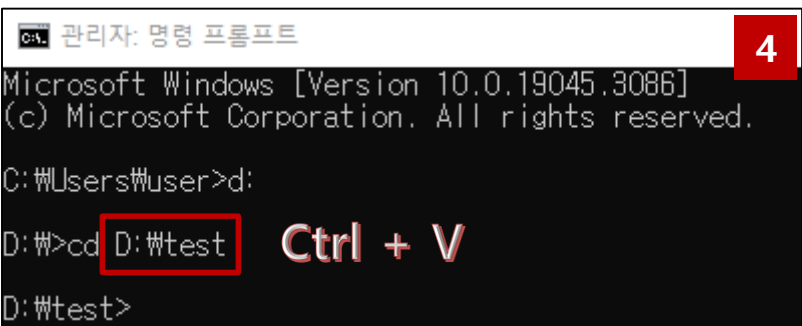 관리자: 명령 프롬프트
4
Microsoft Windows [Version 10.0.19045.3086]
(c) Microsoft Corporation. All rights reserved.
C:₩Users₩user>d:
D:₩>cd D:₩test Ctrl + V
D:₩test>